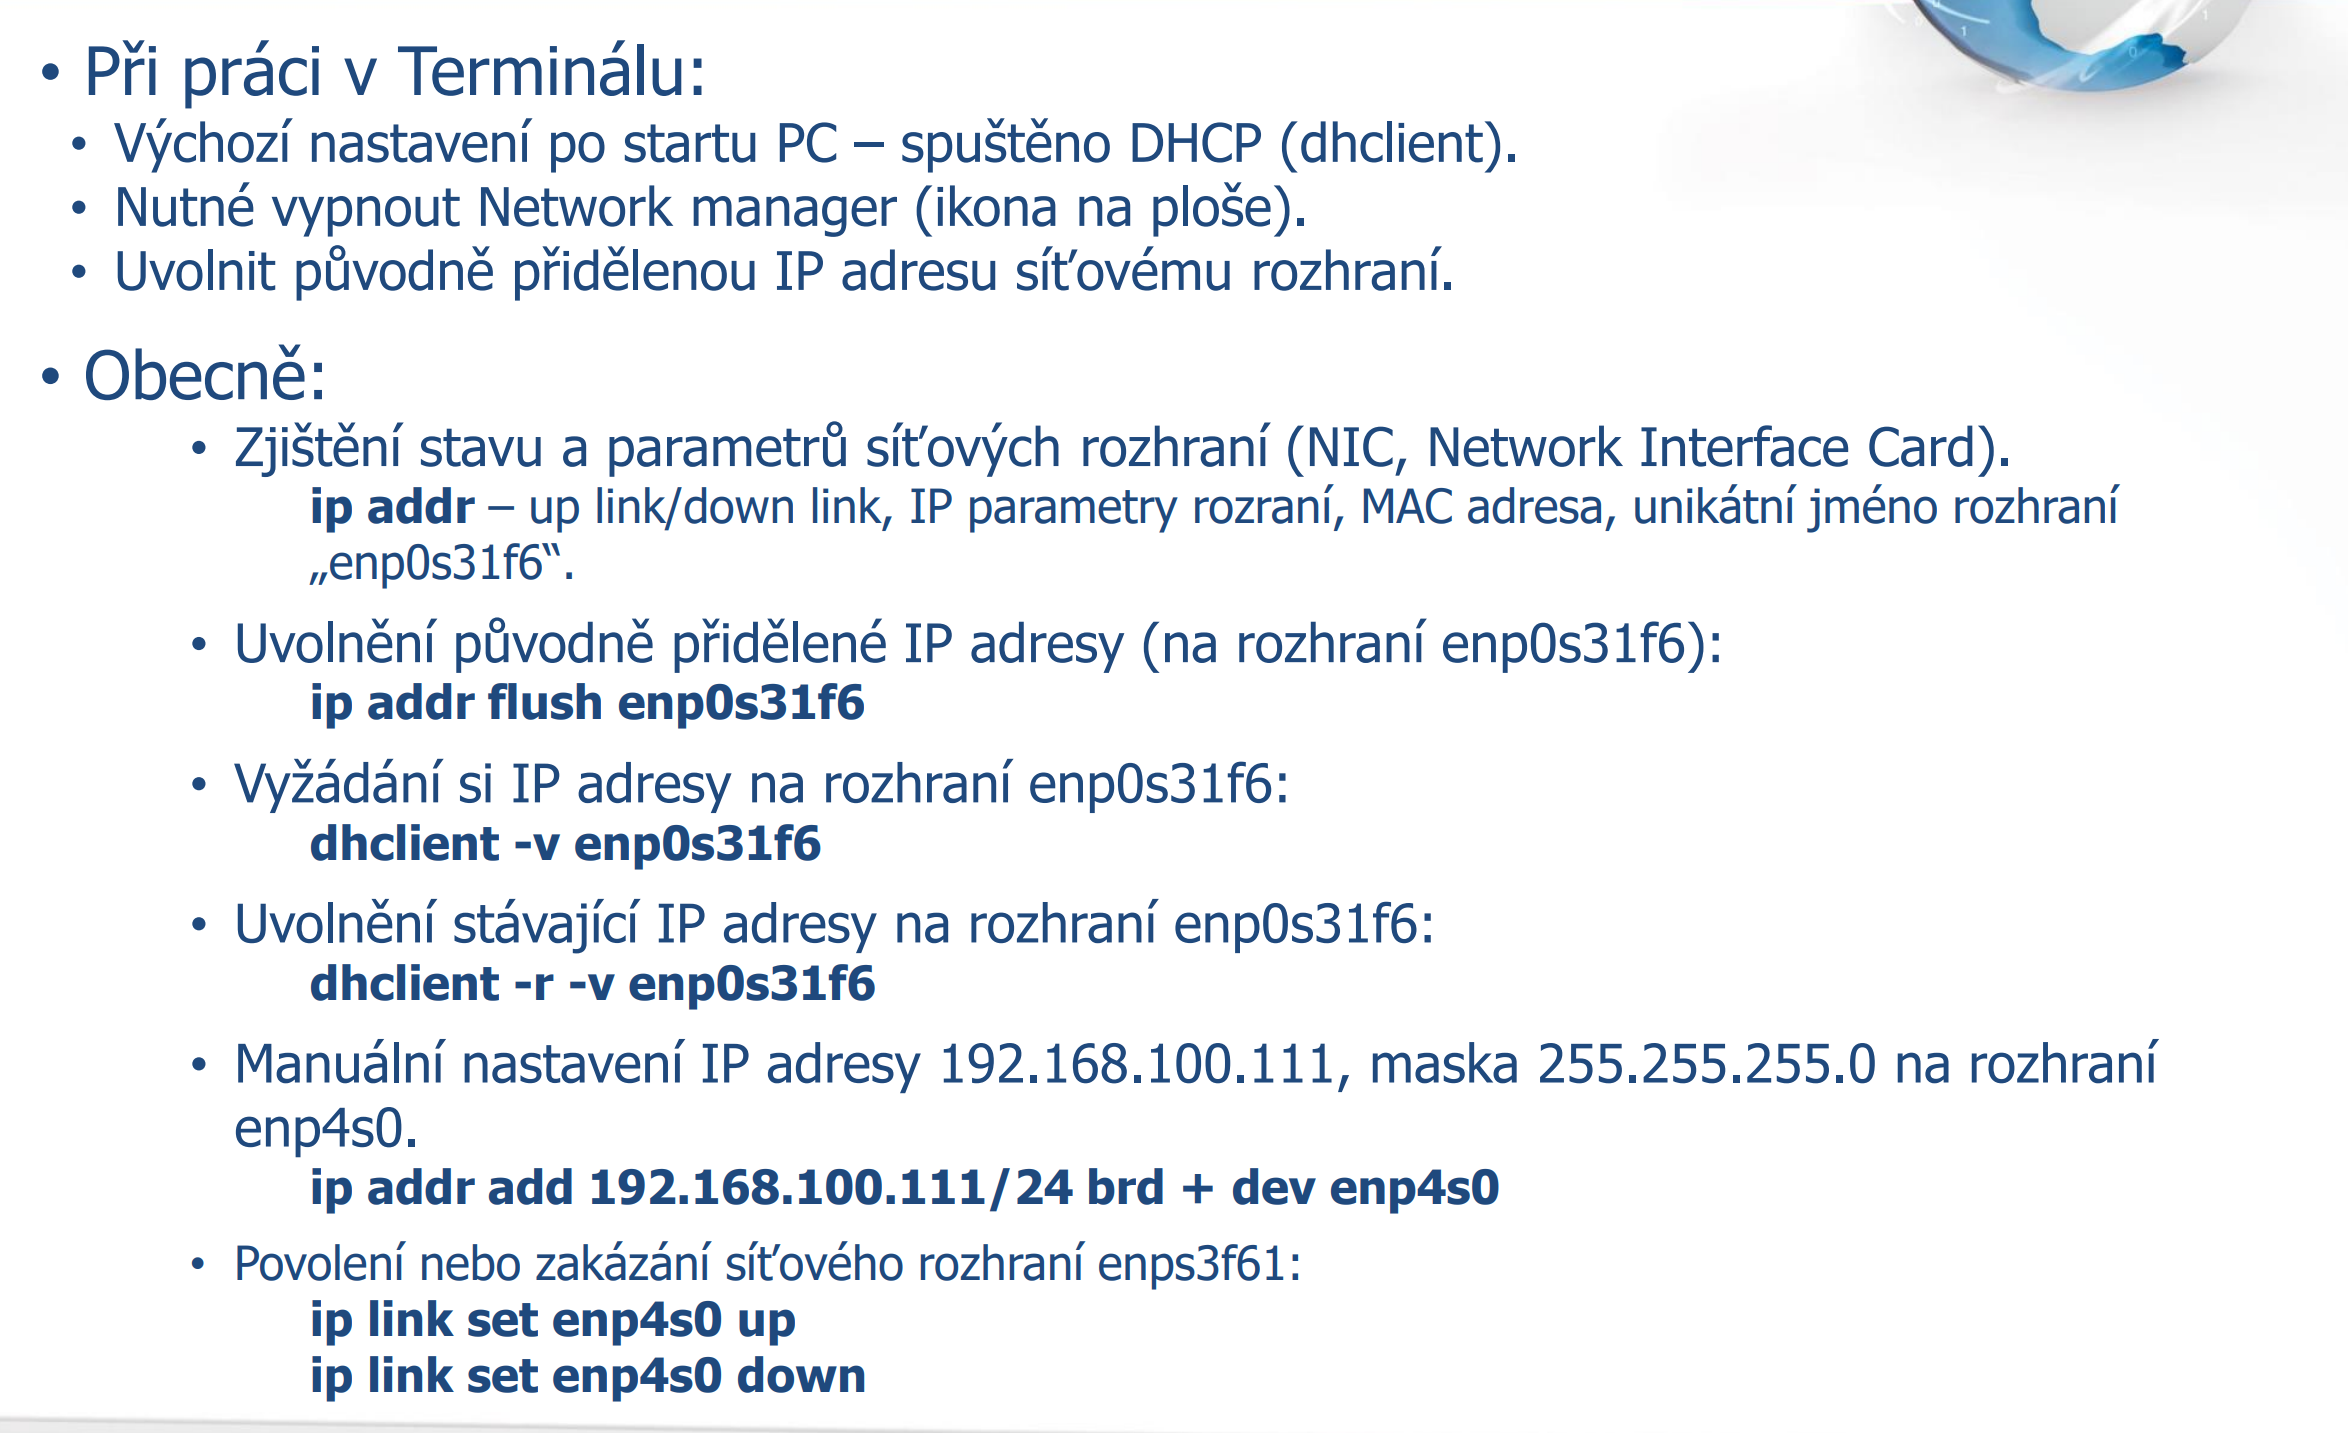 • Při práci v Terminálu:
• Výchozí nastavení po startu PC – spuštěno DHCP (dhclient).
• Nutné vypnout Network manager (ikona na ploše).
• Uvolnit původně přidělenou IP adresu síťovému rozhraní.
• Obecně:
• Zjištění stavu a parametrů síťových rozhraní (NIC, Network Interface Card).
ip addr – up link/down link, IP parametry rozraní, MAC adresa, unikátní jméno rozhraní
„enp0s31f6“.
• Uvolnění původně přidělené IP adresy (na rozhraní enp0s31f6):
ip addr flush enp0s31f6
• Vyžádání si IP adresy na rozhraní enp0s31f6:
dhclient -v enp0s31f6
• Uvolnění stávající IP adresy na rozhraní enp0s31f6:
dhclient -r -v enp0s31f6
• Manuální nastavení IP adresy 192.168.100.111, maska 255.255.255.0 na rozhraní
enp4s0.
ip addr add 192.168.100.111/24 brd + dev enp4s0
• Povolení nebo zakázání síťového rozhraní enps3f61:
ip link set enp4s0 up
ip link set enp4s0 down